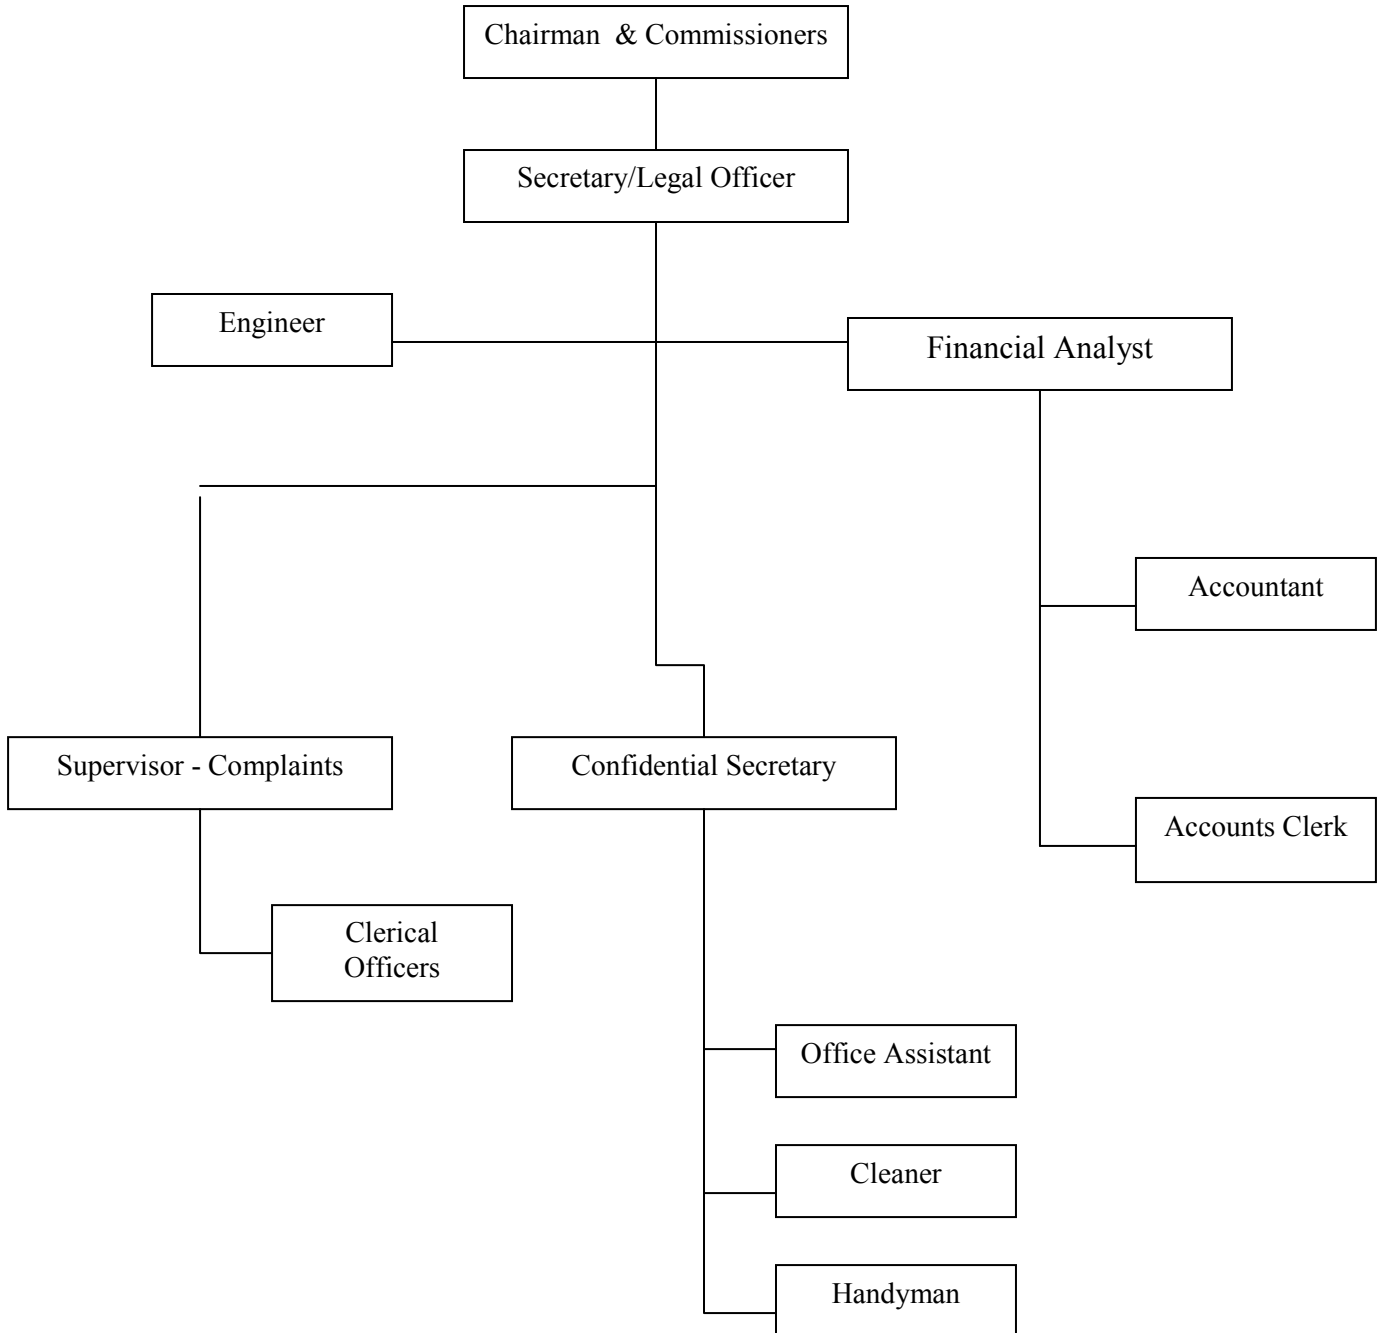 Chairman & Commissioners
Secretary/Legal Officer
Engineer
Financial Analyst
Accountant
Supervisor - Complaints
Confidential Secretary
Accounts Clerk
Clerical
Officers
Office Assistant
Cleaner
Handyman